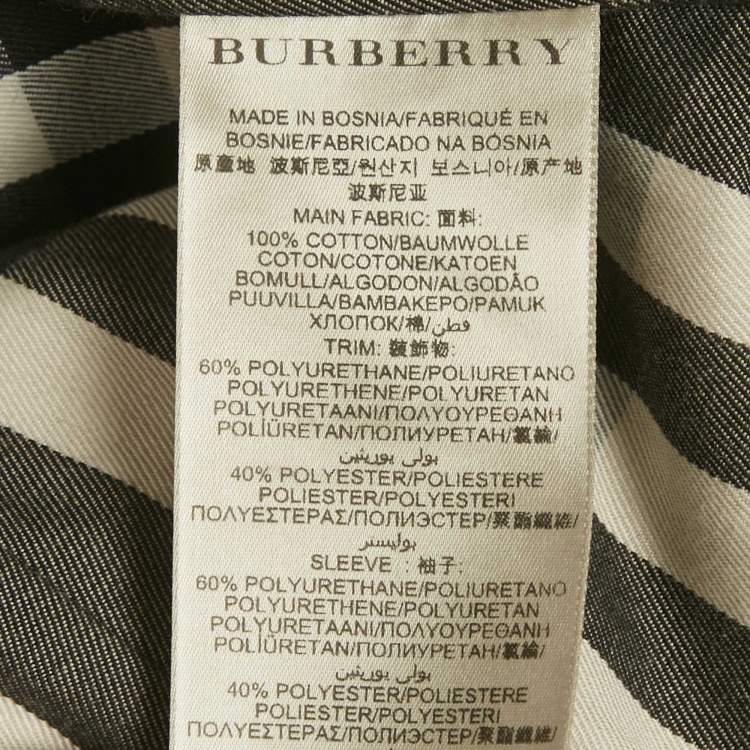 BURBERRY
MADE IN BOSNIA/FABRIQUÉ EN
BOSNIE/FABRICADO NA BÓSNIA
原產地 波斯尼亞/원산지 보스니아/原产地
波斯尼亚
MAIN FABRIC: 面料:
100% COTTON/BAUMWOLLE
COTON/COTONE/KATOEN
BOMULL/ALGODON/ALGODÃO
PUUVILLA/ΒΑΜΒΑΚΕΡΟ/PAMUK
ХЛОПОК/棉/قطن
TRIM: 裝飾物:
60% POLYURETHANE/POLIURETANO
POLYURETHENE/POLYURETAN
POLYURETAANI/ΠΟΛΥΟΥΡΕΘΑΝΗ
POLİÜRETAN/ПОЛИУРЕТАН/氯綸/
بولي يوريثين
40% POLYESTER/POLIESTERE
POLIESTER/POLYESTERI
ΠΟΛΥΕΣΤΕΡΑΣ/ПОЛИЭСТЕР/聚酯纖維/
بوليستر
SLEEVE : 袖子:
60% POLYURETHANE/POLIURETANO
POLYURETHENE/POLYURETAN
POLYURETAANI/ΠΟΛΥΟΥΡΕΘΑΝΗ
POLİÜRETAN/ПОЛИУРЕТАН/氯綸/
بولي يوريثين
40% POLYESTER/POLIESTERE
POLIESTER/POLYESTERI
ΠΟΛΥΕΣΤΕΡΑΣ/ПОЛИЭСТЕР/聚酯纖維/